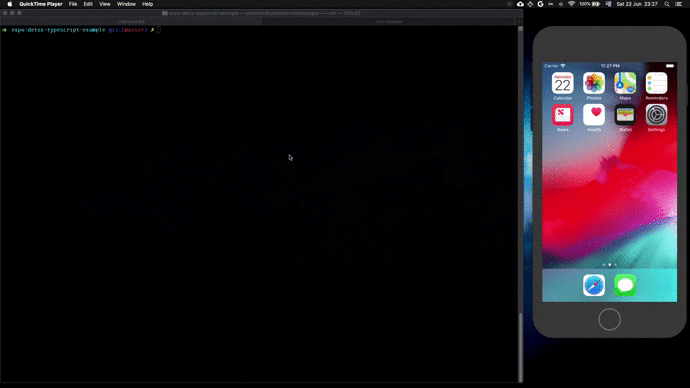 QuickTime Player File Edit View Window Help
100% Sat 22 Jun 23:27
expo-detox-typescript-example git:(master) ✗
Carrier 11:27 PM
Saturday
22
Calendar Photos Maps Reminders
News Health Wallet Settings